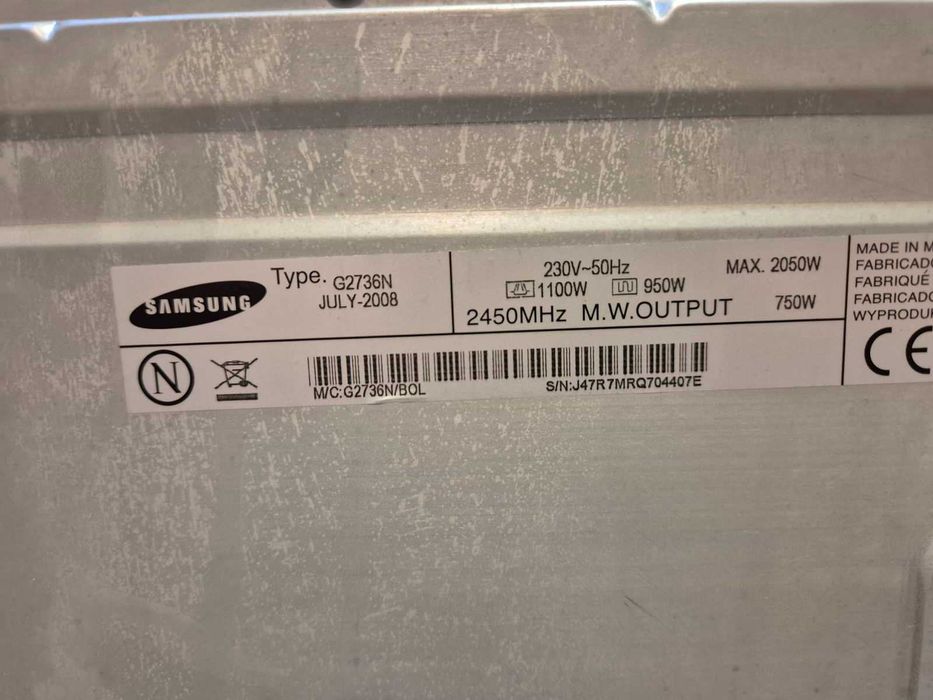 SAMSUNG
Type. G2736N
JULY-2008
230V~50Hz
1100W 950W
MAX. 2050W
2450MHz M.W.OUTPUT 750W
MADE IN M
FABRICADO
FABRIQUÉ
FABRICADO
WYPRODUK
CE
N
M/C:G2736N/BOL
S/N:J47R7MRQ704407E